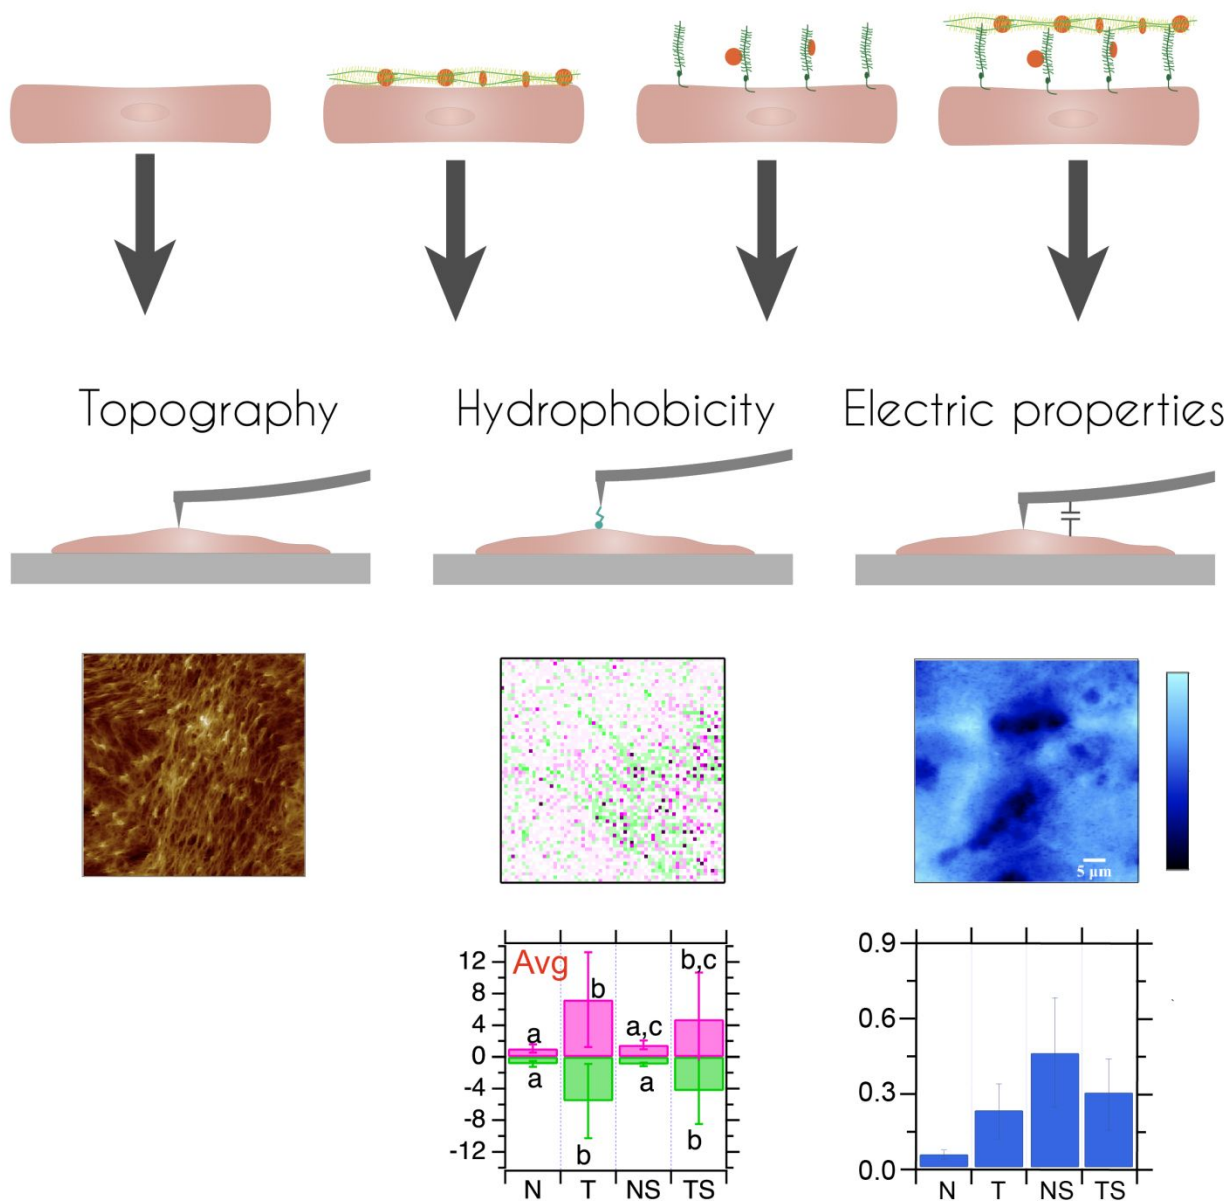 Topography
Hydrophobicity
Electric properties
5 µm
Avg
12
8
4
0
-4
-8
-12
a
b
a,c
b,c
a
b
a
b
N T NS TS
0.9
0.6
0.3
0.0
N T NS TS